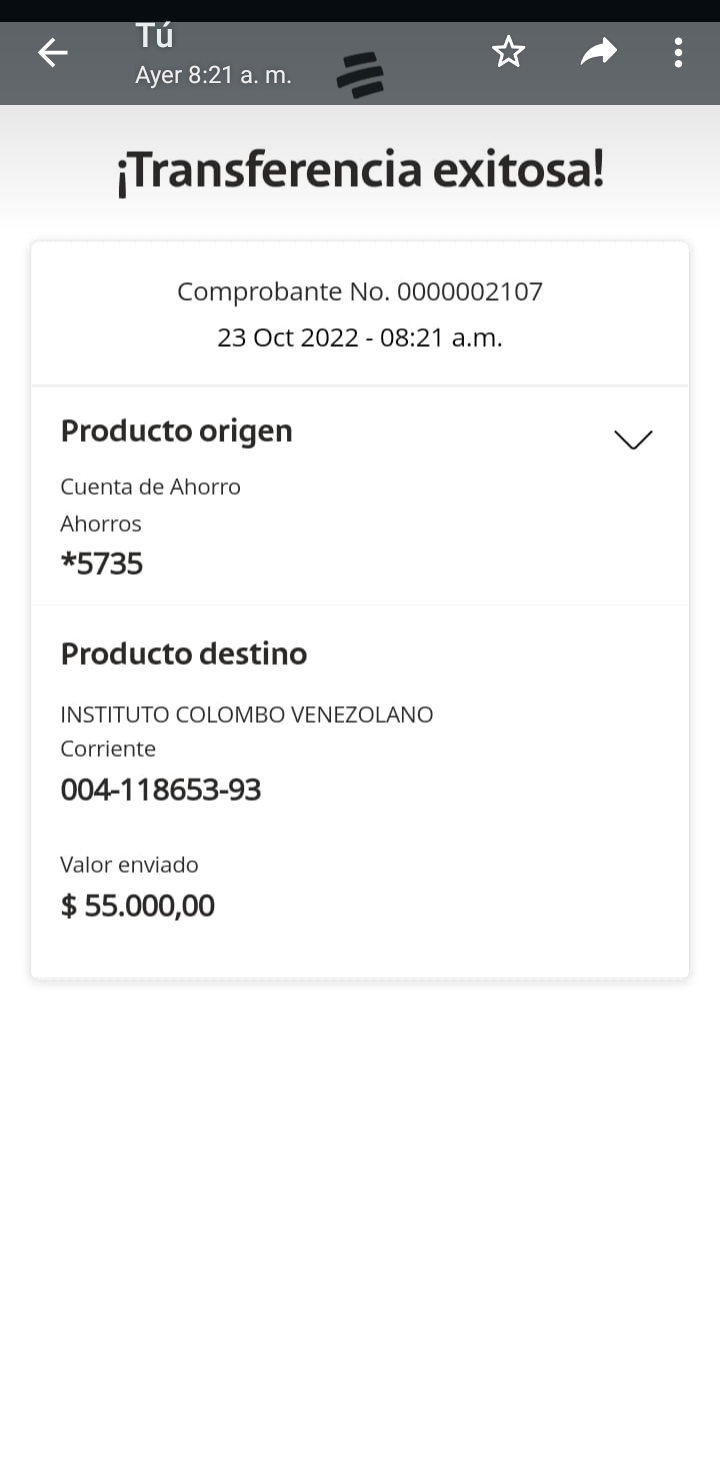 Tú
Ayer 8:21 a. m.
¡Transferencia exitosa!
Comprobante No. 0000002107
23 Oct 2022 - 08:21 a.m.
Producto origen
Cuenta de Ahorro
Ahorros
*5735
Producto destino
INSTITUTO COLOMBO VENEZOLANO
Corriente
004-118653-93
Valor enviado
$ 55.000,00